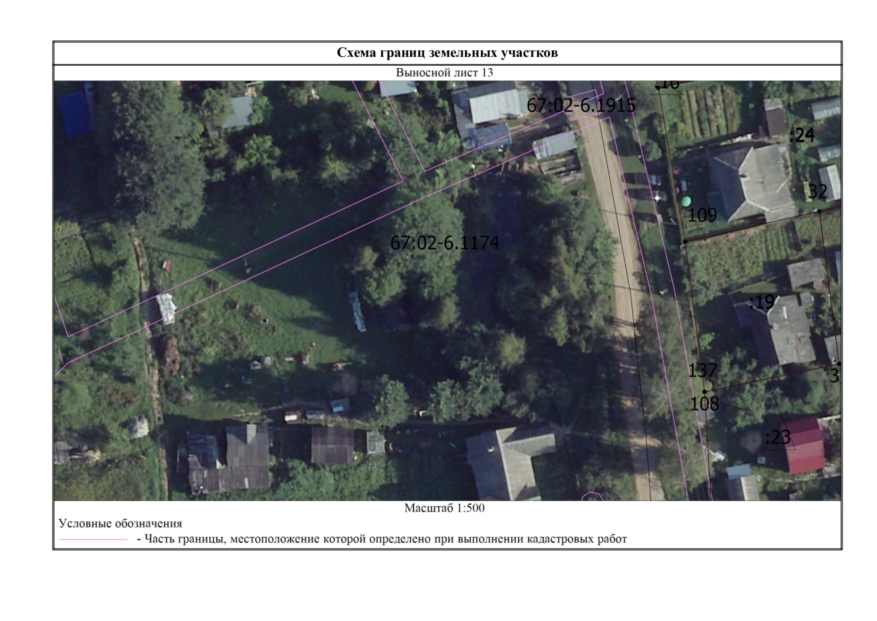 Схема границ земельных участков
Выносной лист 13
16
67:02-6.1915
:24
32
109
67:02-6.1174
:19
137
3
108
:23
Масштаб 1:500
Условные обозначения
- Часть границы, местоположение которой определено при выполнении кадастровых работ